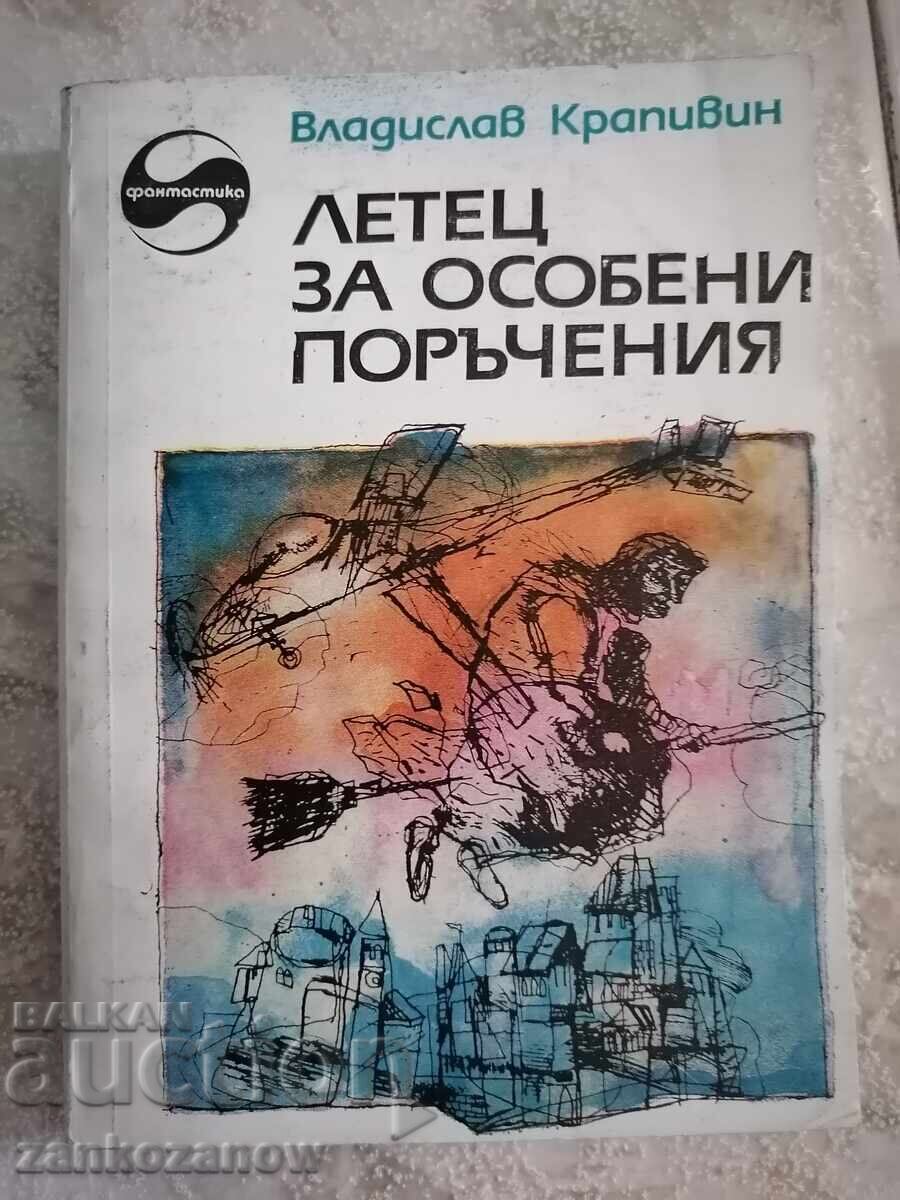 Владислав Крапивин
фантастика
ЛЕТЕЦ
ЗА ОСОБЕНИ
ПОРЪЧЕНИЯ
BALKAN
auction
zankozanow